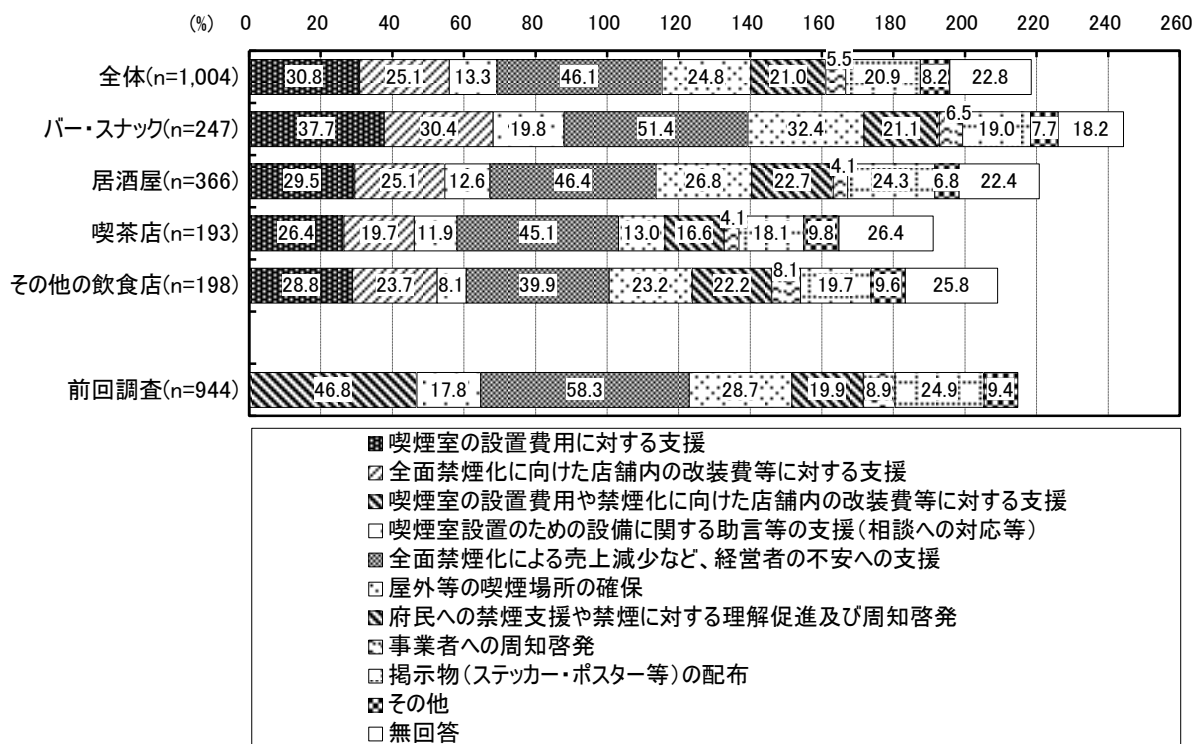 (%) 0 20 40 60 80 100 120 140 160 180 200 220 240 260
全体(n=1,004) 30.8 25.1 13.3 46.1 24.8 21.0 5.5 20.9 8.2 22.8
バー・スナック(n=247) 37.7 30.4 19.8 51.4 32.4 21.1 6.5 19.0 7.7 18.2
居酒屋(n=366) 29.5 25.1 12.6 46.4 26.8 22.7 4.1 24.3 6.8 22.4
喫茶店(n=193) 26.4 19.7 11.9 45.1 13.0 16.6 4.1 18.1 9.8 26.4
その他の飲食店(n=198) 28.8 23.7 8.1 39.9 23.2 22.2 8.1 19.7 9.6 25.8
前回調査(n=944) 46.8 17.8 58.3 28.7 19.9 8.9 24.9 9.4
喫煙室の設置費用に対する支援
全面禁煙化に向けた店舗内の改装費等に対する支援
喫煙室の設置費用や禁煙化に向けた店舗内の改装費等に対する支援
喫煙室設置のための設備に関する助言等の支援（相談への対応等）
全面禁煙化による売上減少など、経営者の不安への支援
屋外等の喫煙場所の確保
府民への禁煙支援や禁煙に対する理解促進及び周知啓発
事業者への周知啓発
掲示物（ステッカー・ポスター等）の配布
その他
無回答